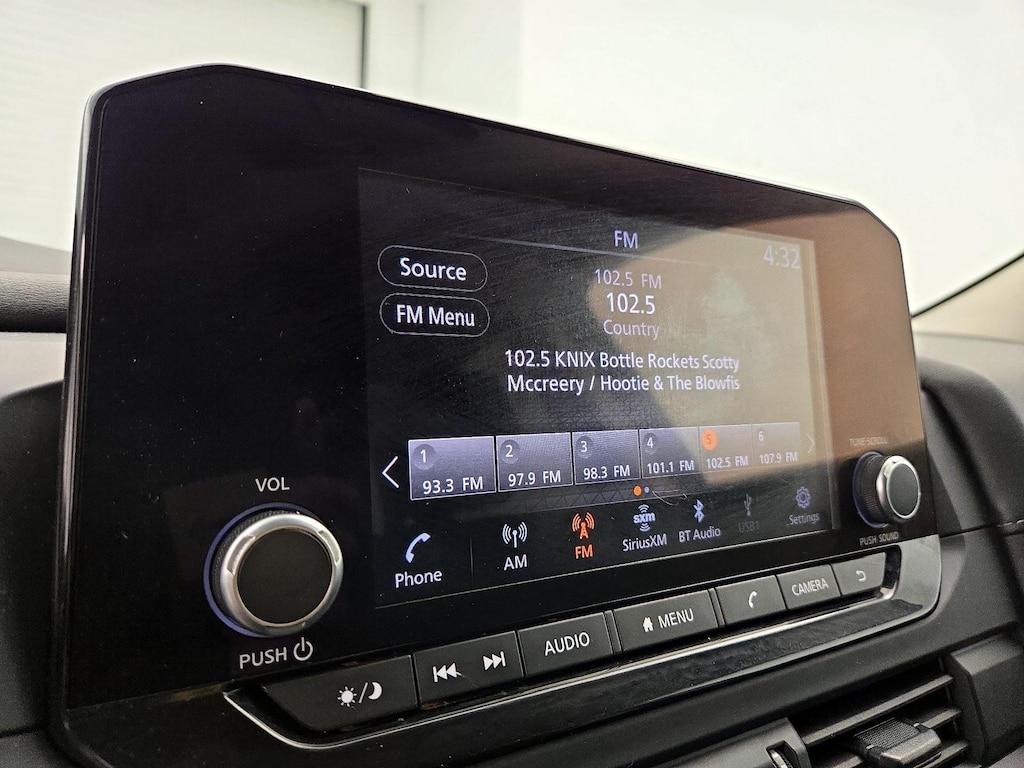 FM
4:32
Source
102.5 FM
102.5
FM Menu
Country
102.5 KNIX Bottle Rockets Scotty
Mccreery / Hootie & The Blowfis
1 93.3 FM
2 97.9 FM
3 98.3 FM
4 101.1 FM
5 102.5 FM
6 107.9 FM
TUNE·SCROLL
VOL
Phone
AM
FM
sxm
SiriusXM
BT Audio
USB1
Settings
PUSH SOUND
PUSH
AUDIO
MENU
CAMERA